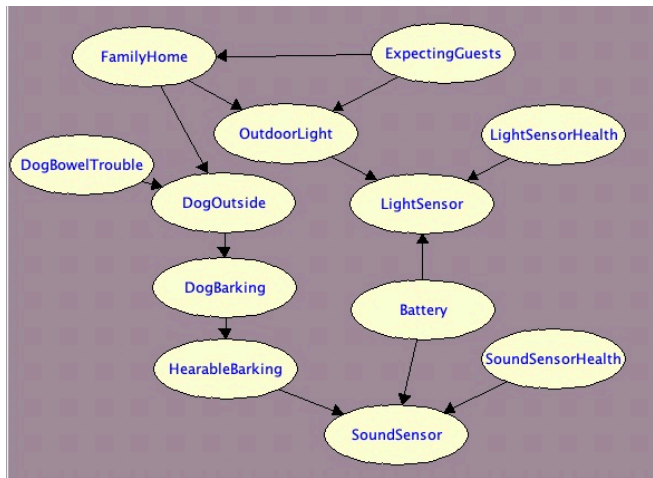 FamilyHome
ExpectingGuests
OutdoorLight
LightSensorHealth
DogBowelTrouble
DogOutside
LightSensor
DogBarking
Battery
HearableBarking
SoundSensorHealth
SoundSensor